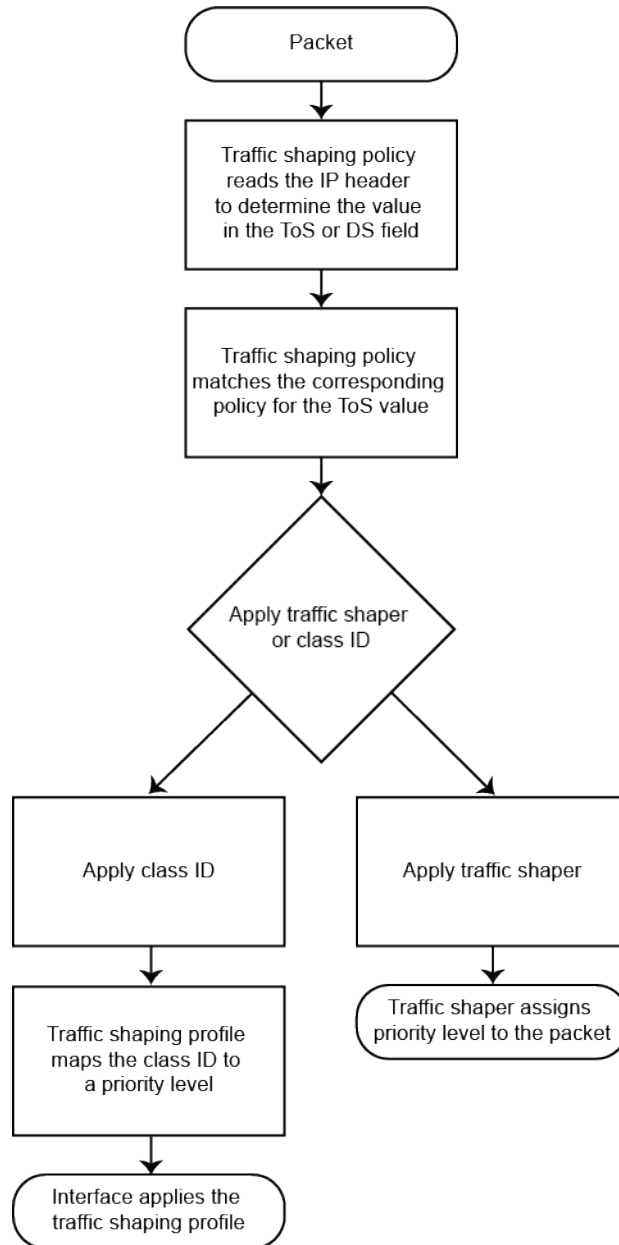 Packet
Traffic shaping policy
reads the IP header
to determine the value
in the ToS or DS field
Traffic shaping policy
matches the corresponding
policy for the ToS value
Apply traffic shaper
or class ID
Apply class ID
Apply traffic shaper
Traffic shaping profile
maps the class ID to
a priority level
Traffic shaper assigns
priority level to the packet
Interface applies the
traffic shaping profile